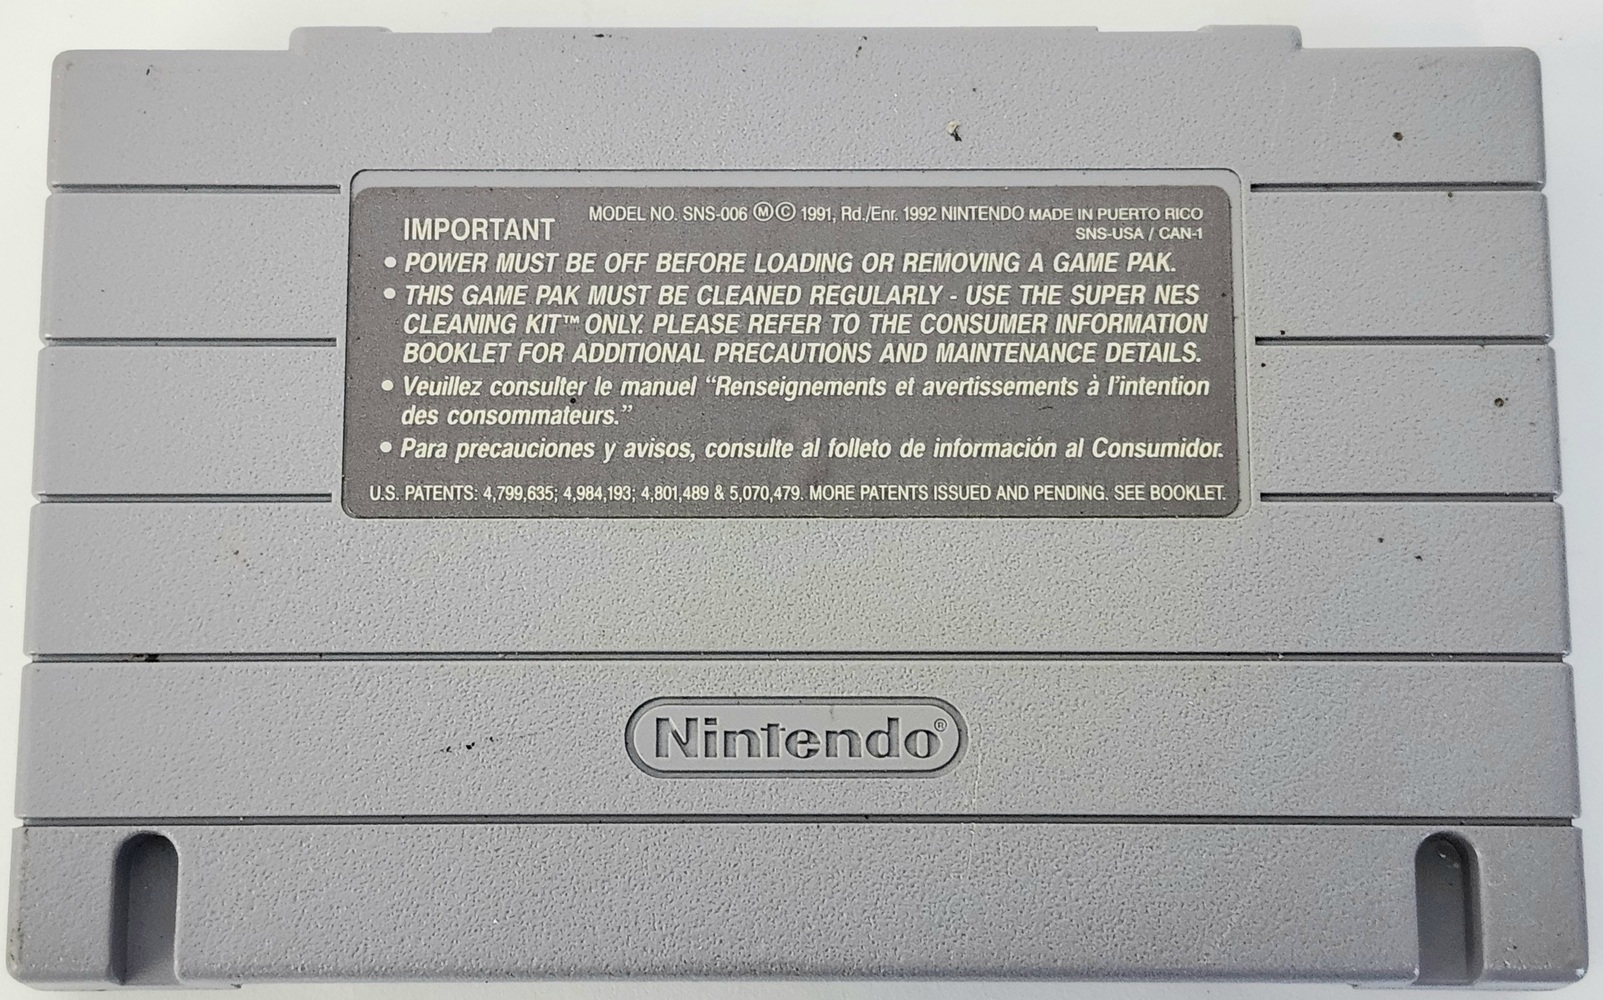 IMPORTANT
MODEL NO. SNS-006 ⓂⒸ 1991, Rd./Enr. 1992 NINTENDO MADE IN PUERTO RICO
SNS-USA / CAN-1
• POWER MUST BE OFF BEFORE LOADING OR REMOVING A GAME PAK.
• THIS GAME PAK MUST BE CLEANED REGULARLY - USE THE SUPER NES
CLEANING KIT™ ONLY. PLEASE REFER TO THE CONSUMER INFORMATION
BOOKLET FOR ADDITIONAL PRECAUTIONS AND MAINTENANCE DETAILS.
• Veuillez consulter le manuel “Renseignements et avertissements à l'intention
des consommateurs.”
• Para precauciones y avisos, consulte al folleto de información al Consumidor.
U.S. PATENTS: 4,799,635; 4,984,193; 4,801,489 & 5,070,479. MORE PATENTS ISSUED AND PENDING. SEE BOOKLET.
Nintendo®